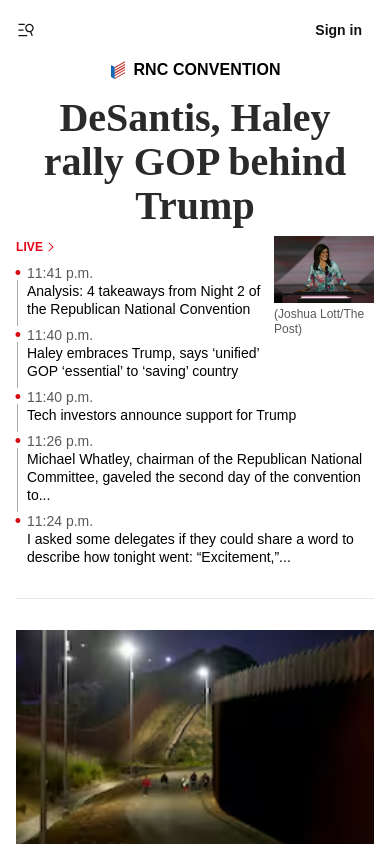 Sign in
RNC CONVENTION
DeSantis, Haley
rally GOP behind
Trump
LIVE
11:41 p.m.
Analysis: 4 takeaways from Night 2 of
the Republican National Convention
11:40 p.m.
Haley embraces Trump, says ‘unified’
GOP ‘essential’ to ‘saving’ country
11:40 p.m.
Tech investors announce support for Trump
11:26 p.m.
Michael Whatley, chairman of the Republican National
Committee, gaveled the second day of the convention
to...
11:24 p.m.
I asked some delegates if they could share a word to
describe how tonight went: “Excitement,”...
(Joshua Lott/The
Post)